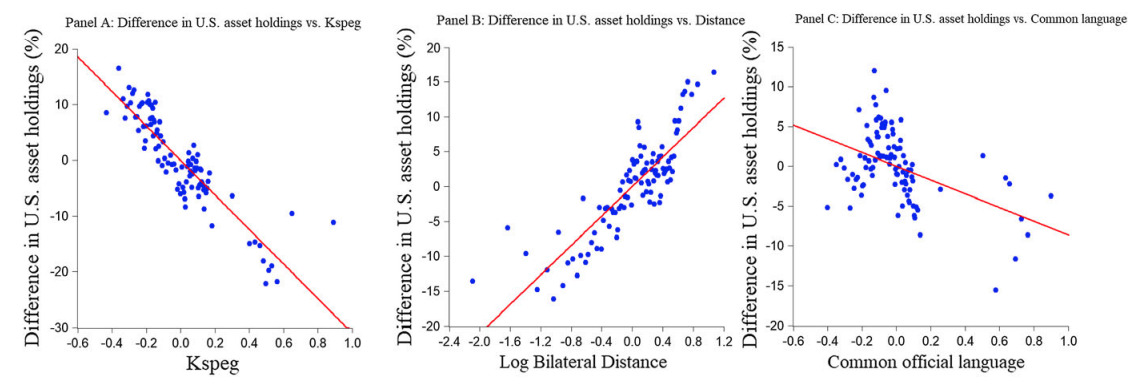 Panel A: Difference in U.S. asset holdings vs. Kspeg
Difference in U.S. asset holdings (%)
20
10
0
-10
-20
-30
-0.6 -0.4 -0.2 0.0 0.2 0.4 0.6 0.8 1.0
Kspeg
Panel B: Difference in U.S. asset holdings vs. Distance
Difference in U.S. asset holdings (%)
20
15
10
5
0
-5
-10
-15
-20
-2.4 -2.0 -1.6 -1.2 -0.8 -0.4 0.0 0.4 0.8 1.2
Log Bilateral Distance
Panel C: Difference in U.S. asset holdings vs. Common language
Difference in U.S. asset holdings (%)
15
10
5
0
-5
-10
-15
-20
-0.6 -0.4 -0.2 0.0 0.2 0.4 0.6 0.8 1.0
Common official language